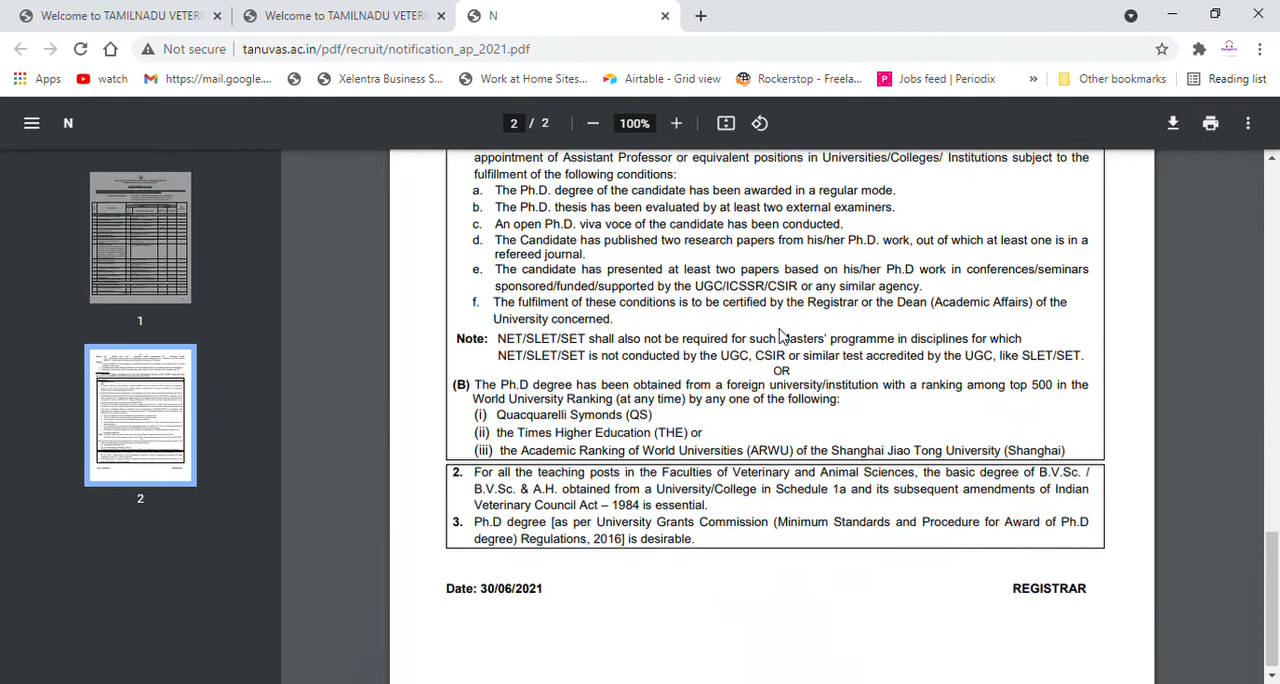 Welcome to TAMILNADU VETERI
Welcome to TAMILNADU VETERI
N
Not secure
tanuvas.ac.in/pdf/recruit/notification_ap_2021.pdf
Apps
watch
https://mail.google....
Xelentra Business S...
Work at Home Sites...
Airtable - Grid view
Rockerstop - Freela...
Jobs feed | Periodix
»
Other bookmarks
Reading list
N
2 / 2
100%
1
2
appointment of Assistant Professor or equivalent positions in Universities/Colleges/ Institutions subject to the
fulfillment of the following conditions:
a. The Ph.D. degree of the candidate has been awarded in a regular mode.
b. The Ph.D. thesis has been evaluated by at least two external examiners.
c. An open Ph.D. viva voce of the candidate has been conducted.
d. The Candidate has published two research papers from his/her Ph.D. work, out of which at least one is in a
refereed journal.
e. The candidate has presented at least two papers based on his/her Ph.D work in conferences/seminars
sponsored/funded/supported by the UGC/ICSSR/CSIR or any similar agency.
f. The fulfilment of these conditions is to be certified by the Registrar or the Dean (Academic Affairs) of the
University concerned.
Note: NET/SLET/SET shall also not be required for such Masters' programme in disciplines for which
NET/SLET/SET is not conducted by the UGC, CSIR or similar test accredited by the UGC, like SLET/SET.
OR
(B) The Ph.D degree has been obtained from a foreign university/institution with a ranking among top 500 in the
World University Ranking (at any time) by any one of the following:
(i) Quacquarelli Symonds (QS)
(ii) the Times Higher Education (THE) or
(iii) the Academic Ranking of World Universities (ARWU) of the Shanghai Jiao Tong University (Shanghai)
2. For all the teaching posts in the Faculties of Veterinary and Animal Sciences, the basic degree of B.V.Sc. /
B.V.Sc. & A.H. obtained from a University/College in Schedule 1a and its subsequent amendments of Indian
Veterinary Council Act – 1984 is essential.
3. Ph.D degree [as per University Grants Commission (Minimum Standards and Procedure for Award of Ph.D
degree) Regulations, 2016] is desirable.
Date: 30/06/2021
REGISTRAR